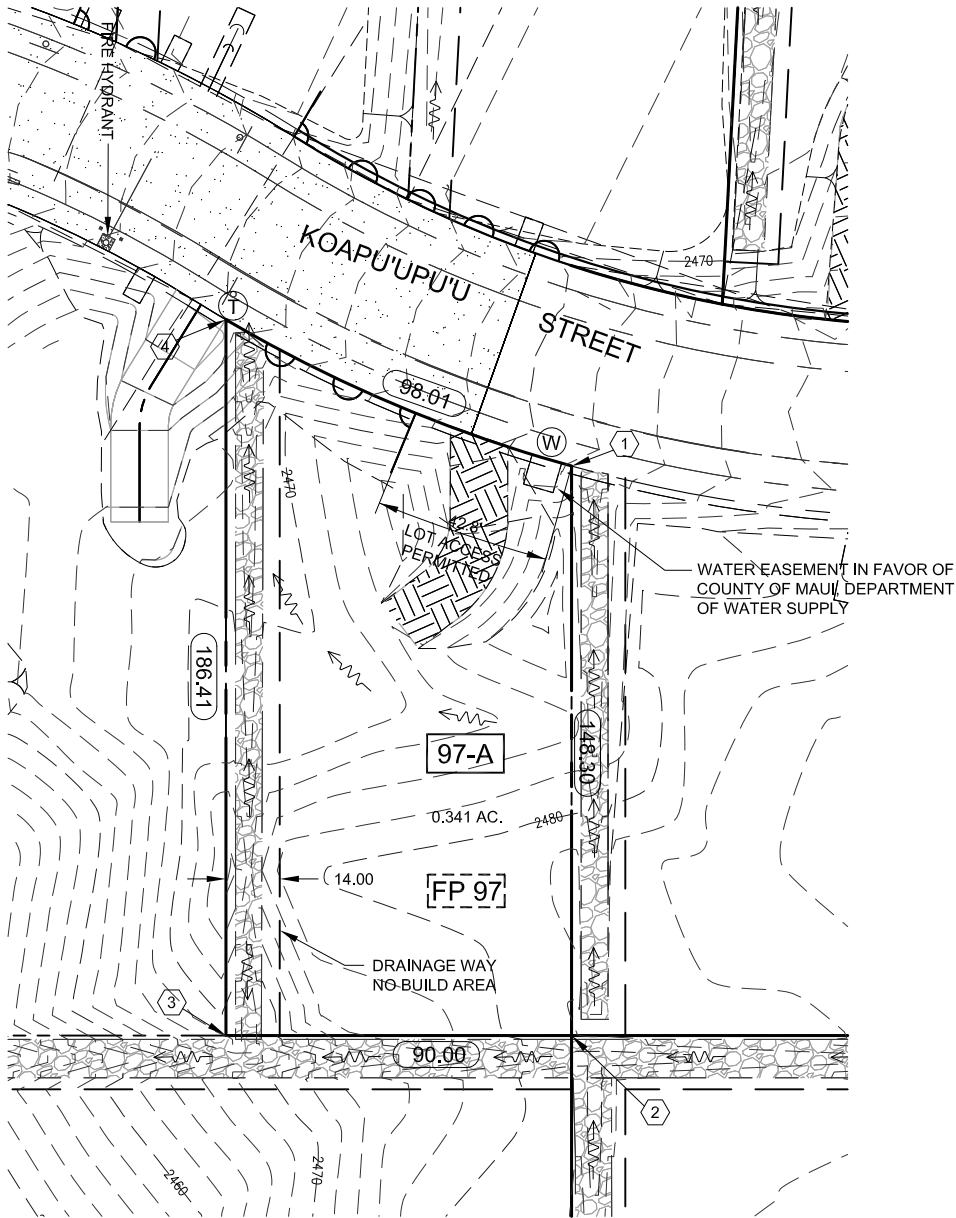 FIRE HYDRANT
KOAPU'UPU'U
STREET
2470
4
T
98.01
W
1
2470
42.8'
LOT ACCESS
PERMITTED
WATER EASEMENT IN FAVOR OF
COUNTY OF MAUI, DEPARTMENT
OF WATER SUPPLY
186.41
148.30
97-A
0.341 AC.
2480
14.00
FP 97
DRAINAGE WAY
NO BUILD AREA
3
90.00
2
2460
2470